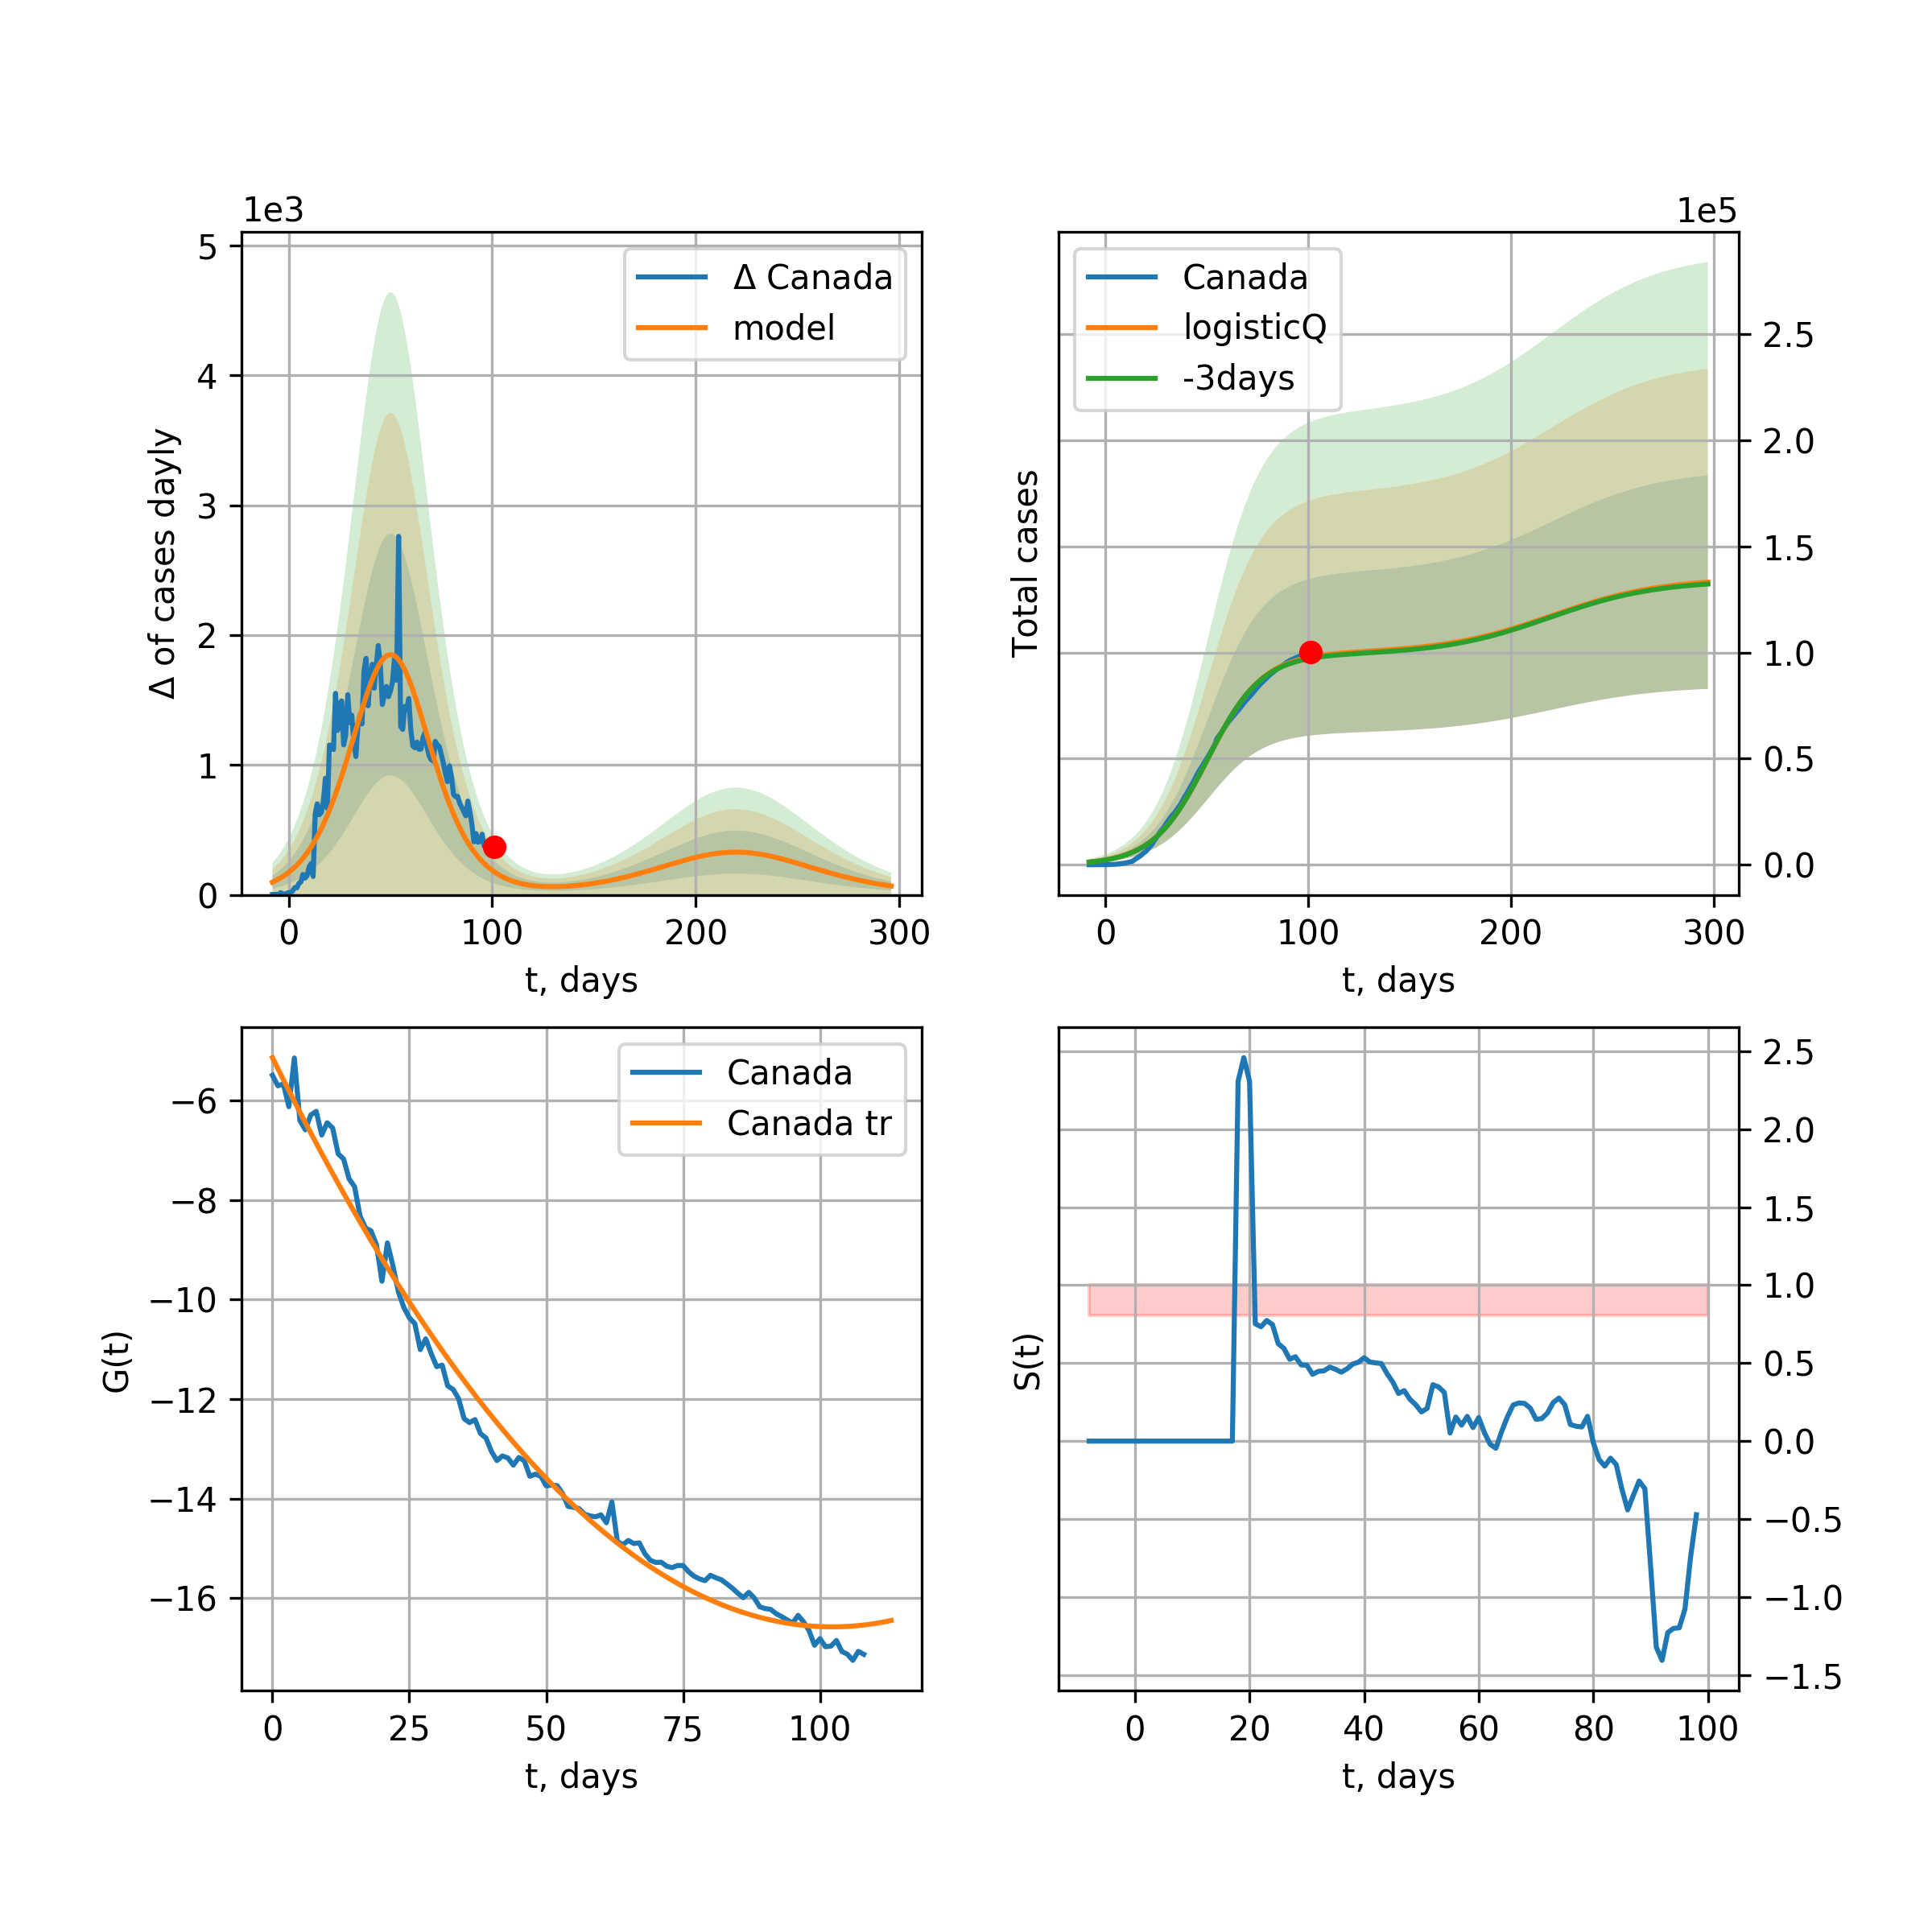 1e3
5
4
3
2
1
0
Δ of cases dayly
Δ Canada
model
0 100 200 300
t, days
1e5
Total cases
Canada
logisticQ
-3days
2.5
2.0
1.5
1.0
0.5
0.0
0 100 200 300
t, days
−6
−8
−10
−12
−14
−16
G(t)
Canada
Canada tr
0 25 50 75 100
t, days
S(t)
2.5
2.0
1.5
1.0
0.5
0.0
−0.5
−1.0
−1.5
0 20 40 60 80 100
t, days